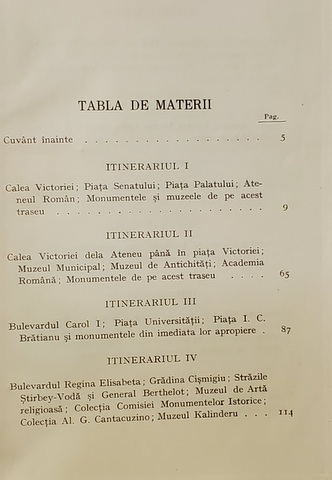 TABLA DE MATERII
Pag.
Cuvânt înainte . . . . . . . . . . . . . . . . . 5
ITINERARIUL I
Calea Victoriei; Piața Senatului; Piața Palatului; Ate-
neul Român; Monumentele și muzeele de pe acest
traseu . . . . . . . . . . . . . . . . . . . . 9
ITINERARIUL II
Calea Victoriei dela Ateneu până în piața Victoriei;
Muzeul Municipal; Muzeul de Antichități; Academia
Română; Monumentele de pe acest traseu . . . . 65
ITINERARIUL III
Bulevardul Carol I; Piața Universității; Piața I. C.
Brătianu și monumentele din imediata lor apropiere . 87
ITINERARIUL IV
Bulevardul Regina Elisabeta; Grădina Cișmigiu; Străzile
Știrbey-Vodă și General Berthelot; Muzeul de Artă
religioasă; Colecția Comisiei Monumentelor Istorice;
Colecția Al. G. Cantacuzino; Muzeul Kalinderu . . . 114